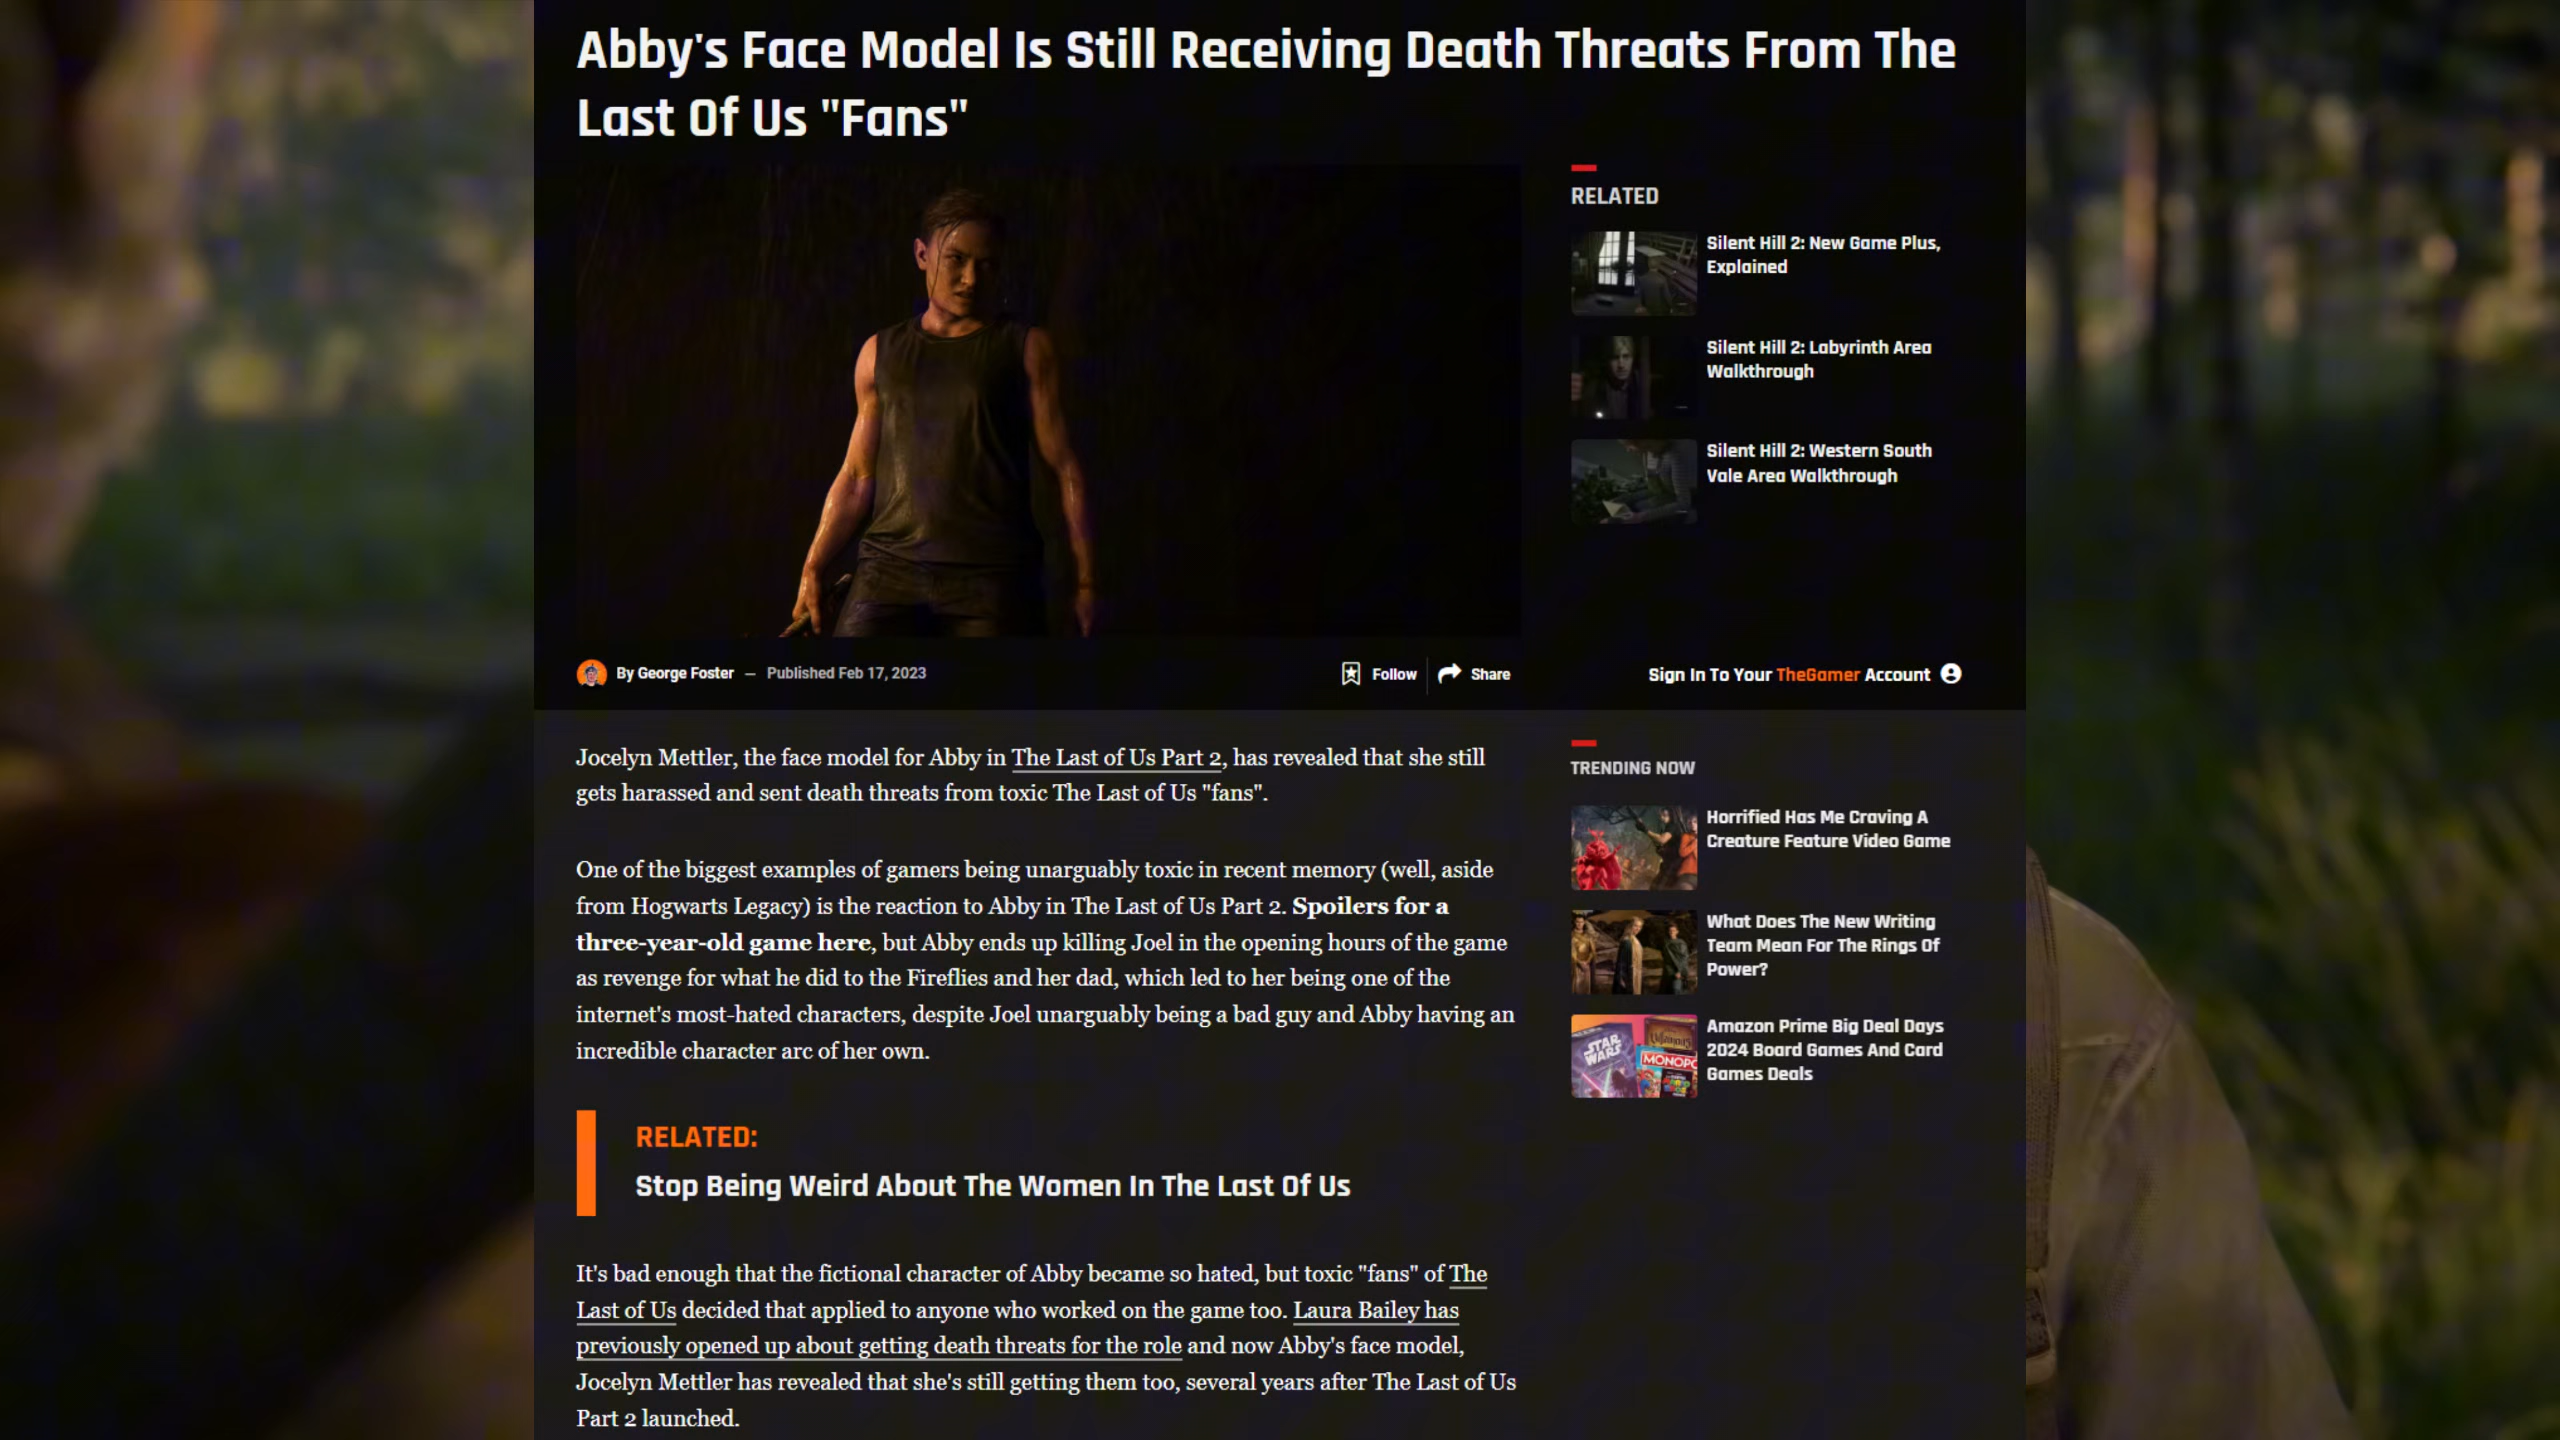 Abby's Face Model Is Still Receiving Death Threats From The
Last Of Us "Fans"
RELATED
Silent Hill 2: New Game Plus,
Explained
Silent Hill 2: Labyrinth Area
Walkthrough
Silent Hill 2: Western South
Vale Area Walkthrough
By George Foster — Published Feb 17, 2023
Follow
Share
Sign In To Your TheGamer Account
Jocelyn Mettler, the face model for Abby in The Last of Us Part 2, has revealed that she still
gets harassed and sent death threats from toxic The Last of Us "fans".
One of the biggest examples of gamers being unarguably toxic in recent memory (well, aside
from Hogwarts Legacy) is the reaction to Abby in The Last of Us Part 2. Spoilers for a
three-year-old game here, but Abby ends up killing Joel in the opening hours of the game
as revenge for what he did to the Fireflies and her dad, which led to her being one of the
internet's most-hated characters, despite Joel unarguably being a bad guy and Abby having an
incredible character arc of her own.
RELATED:
Stop Being Weird About The Women In The Last Of Us
It's bad enough that the fictional character of Abby became so hated, but toxic "fans" of The
Last of Us decided that applied to anyone who worked on the game too. Laura Bailey has
previously opened up about getting death threats for the role and now Abby's face model,
Jocelyn Mettler has revealed that she's still getting them too, several years after The Last of Us
Part 2 launched.
TRENDING NOW
Horrified Has Me Craving A
Creature Feature Video Game
What Does The New Writing
Team Mean For The Rings Of
Power?
STAR
WARS
MONOPO
Amazon Prime Big Deal Days
2024 Board Games And Card
Games Deals